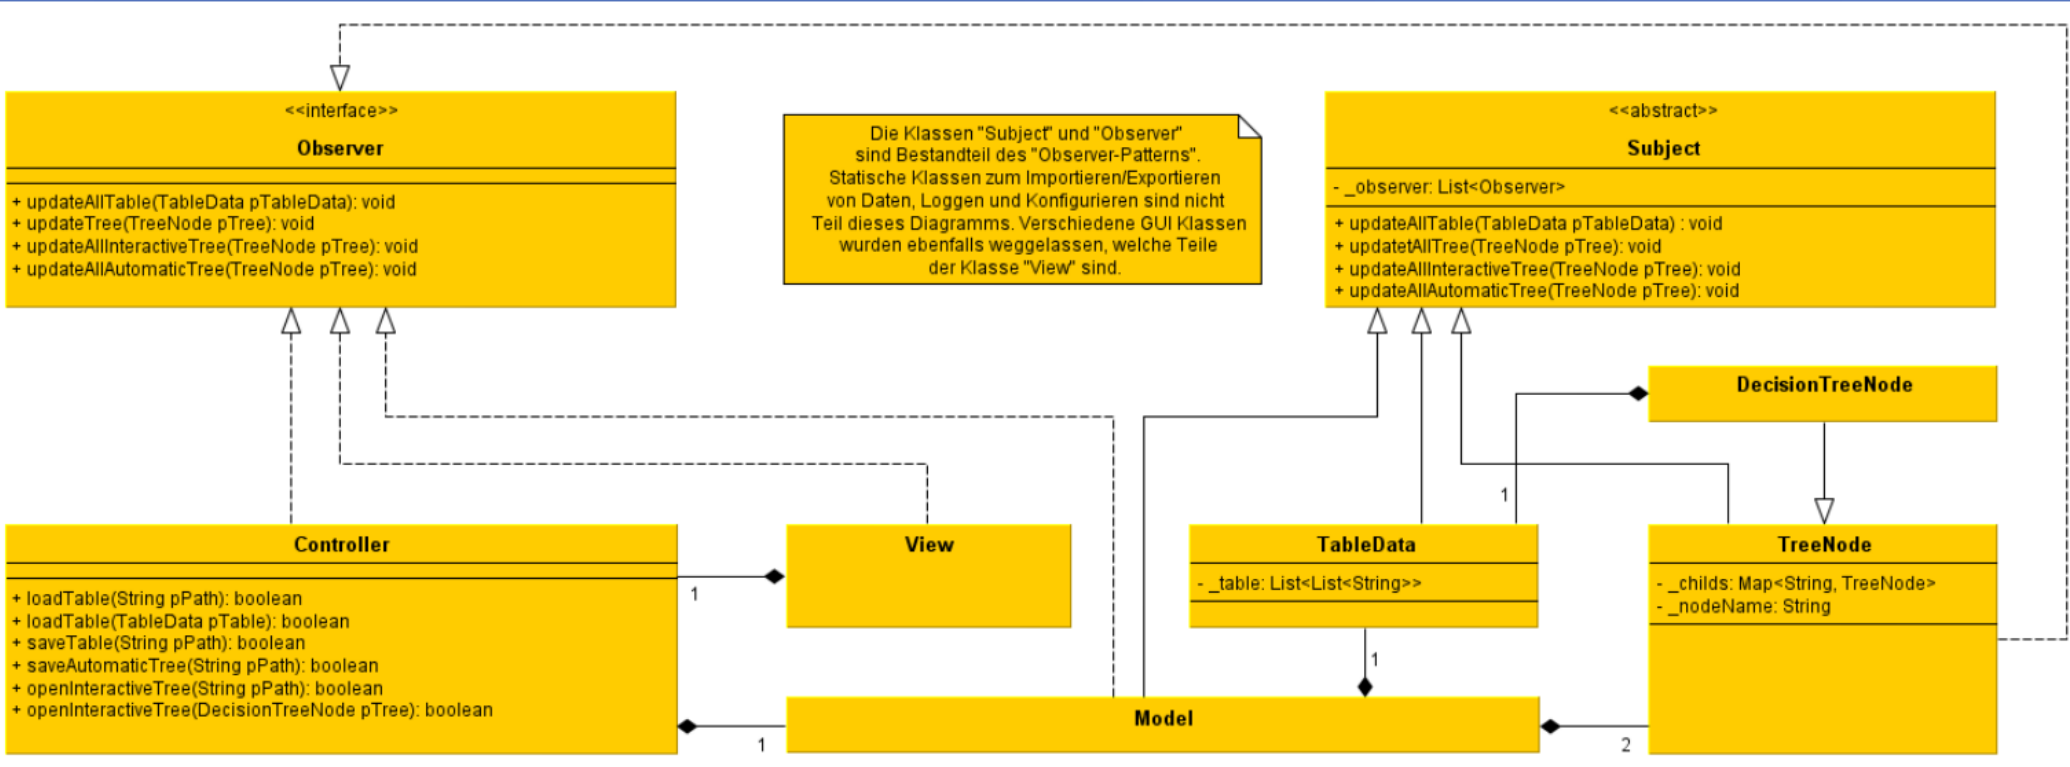 <<interface>>
Observer
+ updateAllTable(TableData pTableData): void
+ updateTree(TreeNode pTree): void
+ updateAllInteractiveTree(TreeNode pTree): void
+ updateAllAutomaticTree(TreeNode pTree): void
Die Klassen "Subject" und "Observer"
sind Bestandteil des "Observer-Patterns".
Statische Klassen zum Importieren/Exportieren
von Daten, Loggen und Konfigurieren sind nicht
Teil dieses Diagramms. Verschiedene GUI Klassen
wurden ebenfalls weggelassen, welche Teile
der Klasse "View" sind.
<<abstract>>
Subject
- _observer: List<Observer>
+ updateAllTable(TableData pTableData) : void
+ updatetAllTree(TreeNode pTree): void
+ updateAllInteractiveTree(TreeNode pTree): void
+ updateAllAutomaticTree(TreeNode pTree): void
DecisionTreeNode
1
Controller
+ loadTable(String pPath): boolean
+ loadTable(TableData pTable): boolean
+ saveTable(String pPath): boolean
+ saveAutomaticTree(String pPath): boolean
+ openInteractiveTree(String pPath): boolean
+ openInteractiveTree(DecisionTreeNode pTree): boolean
1
View
TableData
- _table: List<List<String>>
TreeNode
- _childs: Map<String, TreeNode>
- _nodeName: String
1
Model
1
2